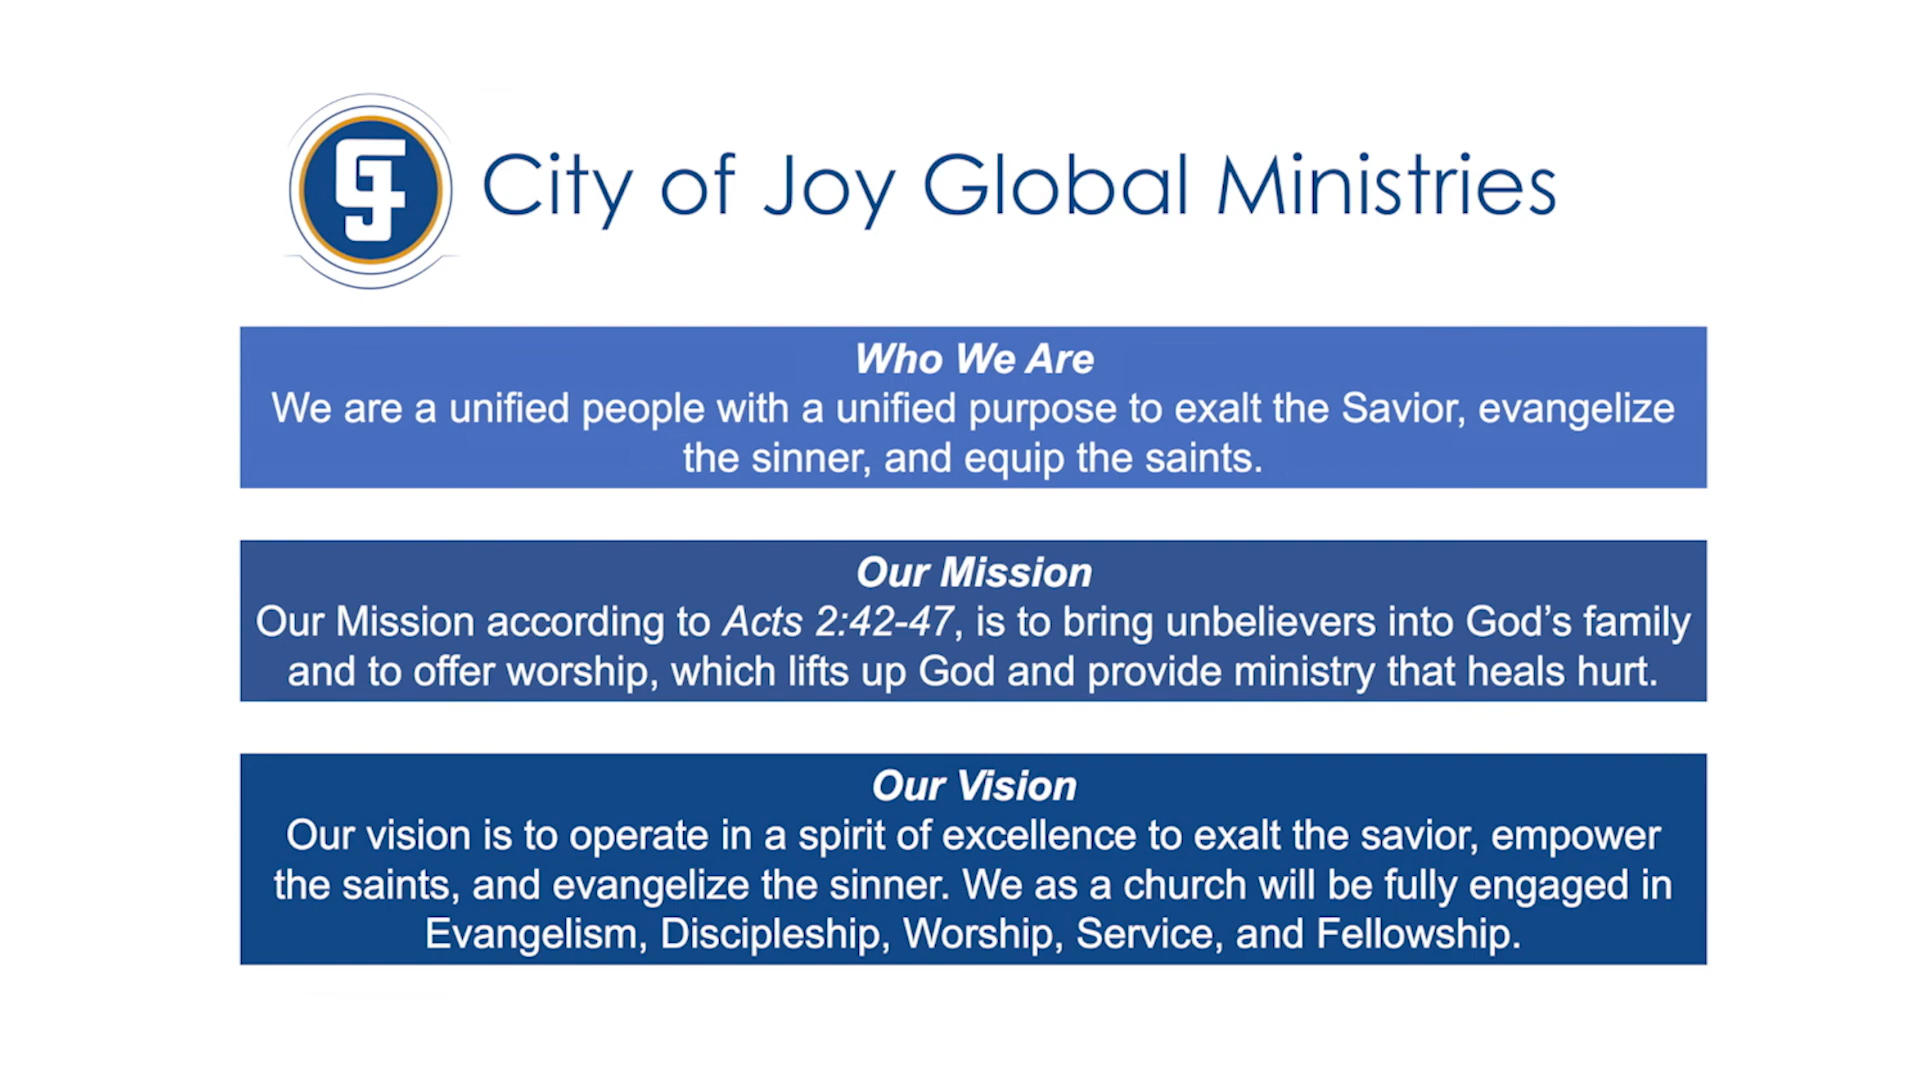 City of Joy Global Ministries
Who We Are
We are a unified people with a unified purpose to exalt the Savior, evangelize
the sinner, and equip the saints.
Our Mission
Our Mission according to Acts 2:42-47, is to bring unbelievers into God’s family
and to offer worship, which lifts up God and provide ministry that heals hurt.
Our Vision
Our vision is to operate in a spirit of excellence to exalt the savior, empower
the saints, and evangelize the sinner. We as a church will be fully engaged in
Evangelism, Discipleship, Worship, Service, and Fellowship.